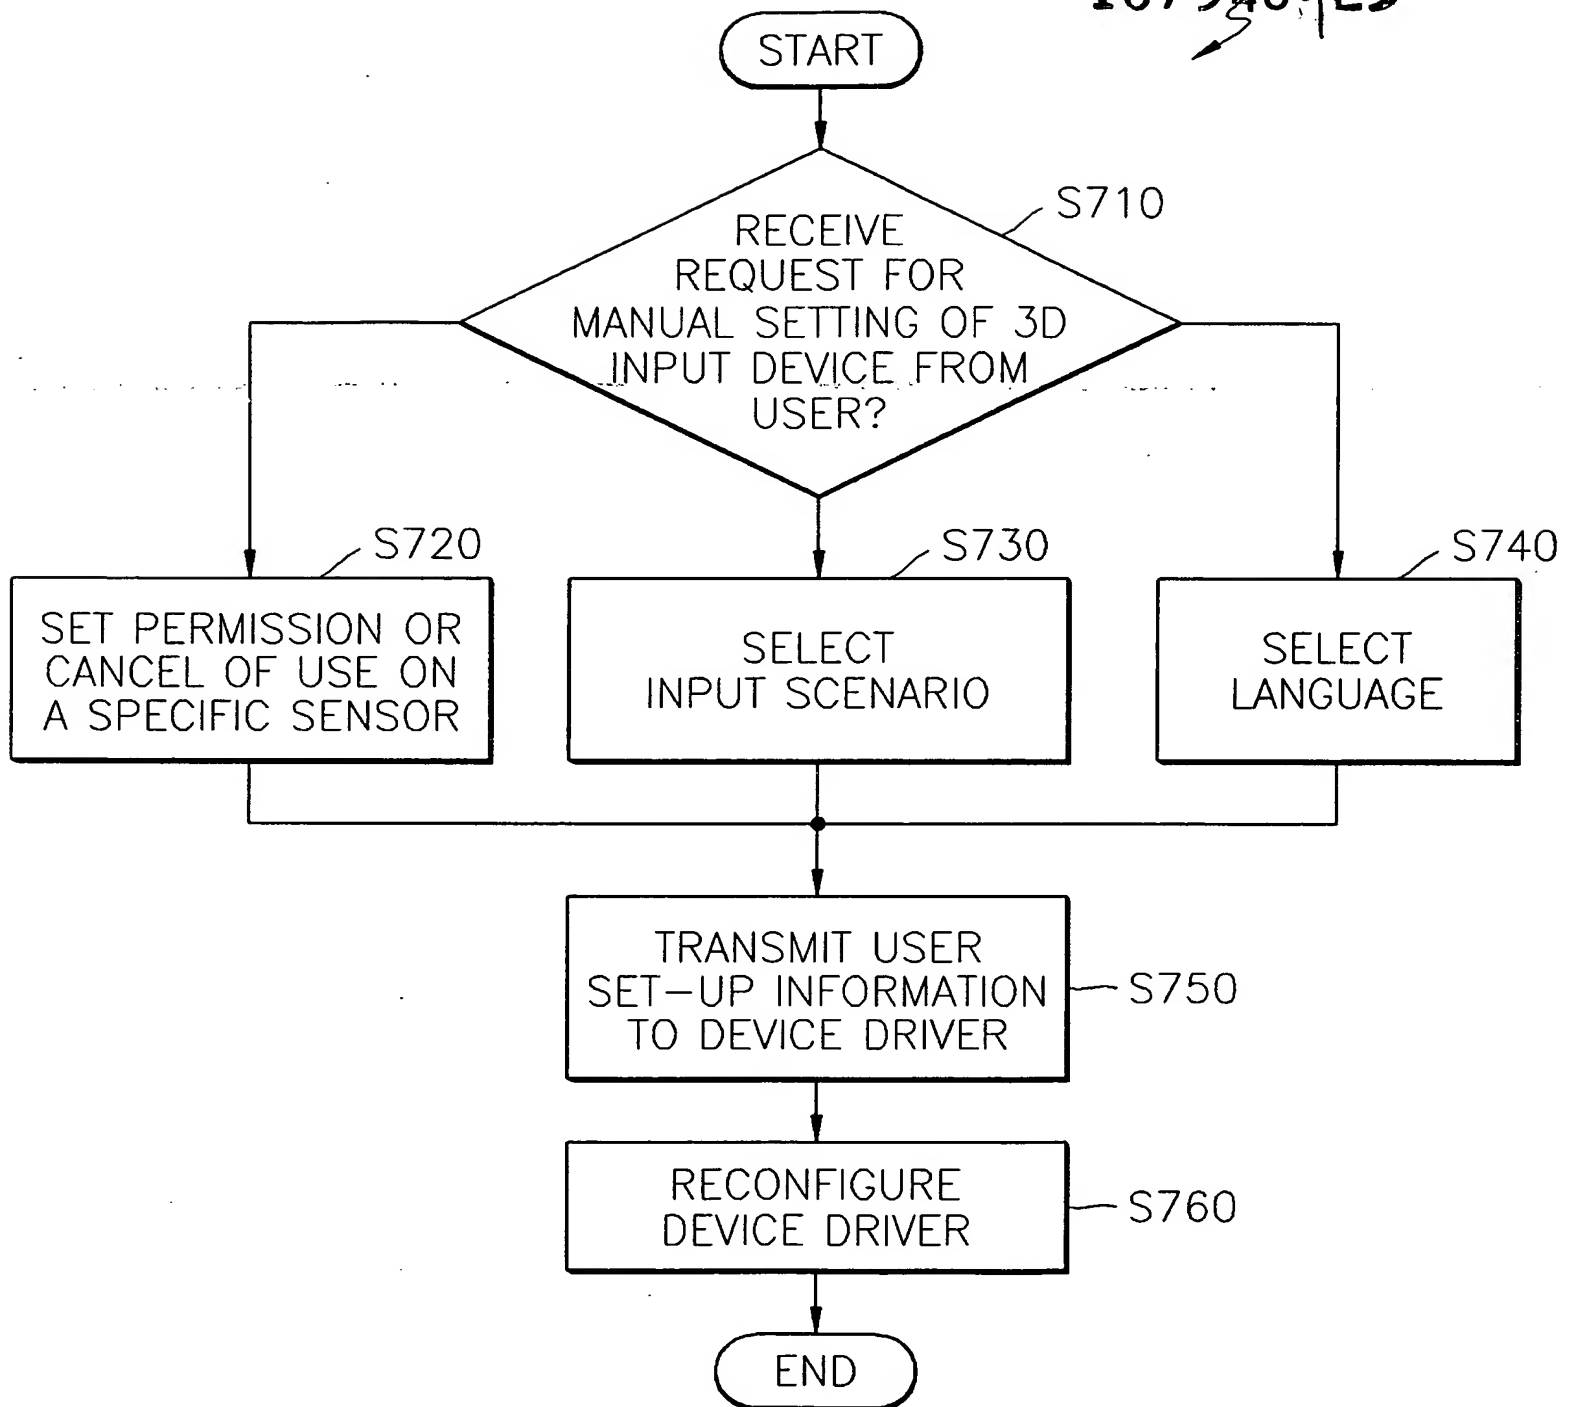 START
S710
RECEIVE
REQUEST FOR
MANUAL SETTING OF 3D
INPUT DEVICE FROM
USER?
S720
SET PERMISSION OR
CANCEL OF USE ON
A SPECIFIC SENSOR
S730
SELECT
INPUT SCENARIO
S740
SELECT
LANGUAGE
TRANSMIT USER
SET-UP INFORMATION
TO DEVICE DRIVER
S750
RECONFIGURE
DEVICE DRIVER
S760
END